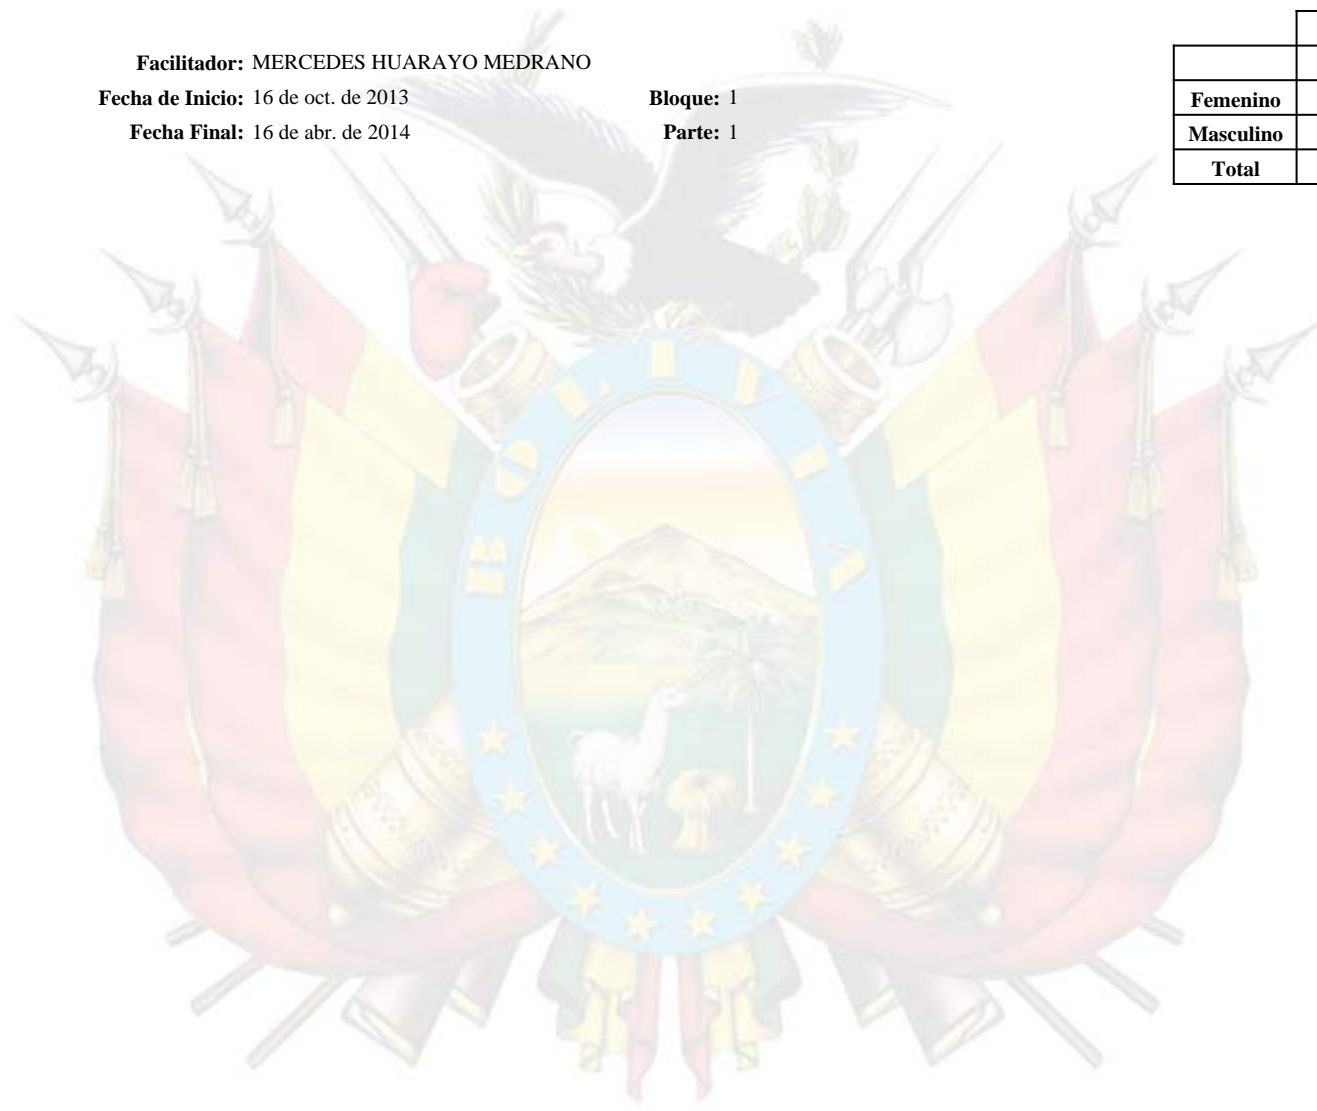 Facilitador: MERCEDES HUARAYO MEDRANO
Fecha de Inicio: 16 de oct. de 2013 Bloque: 1
Fecha Final: 16 de abr. de 2014 Parte: 1
Femenino
Masculino
Total
BOLIVIA